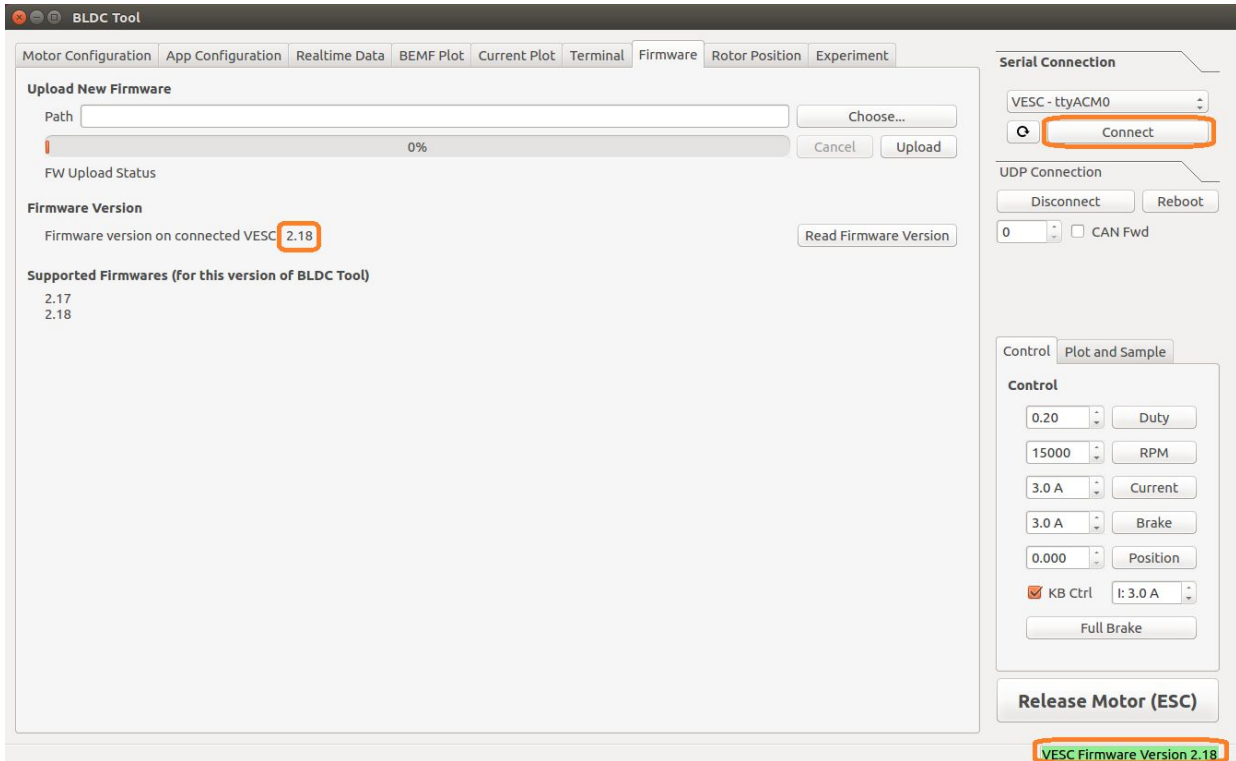 BLDC Tool
Motor Configuration App Configuration Realtime Data BEMF Plot Current Plot Terminal Firmware Rotor Position Experiment
Upload New Firmware
Path Choose...
0% Cancel Upload
FW Upload Status
Firmware Version
Firmware version on connected VESC 2.18 Read Firmware Version
Supported Firmwares (for this version of BLDC Tool)
2.17
2.18
Serial Connection
VESC - ttyACM0
Connect
UDP Connection
Disconnect Reboot
0 CAN Fwd
Control Plot and Sample
Control
0.20 Duty
15000 RPM
3.0 A Current
3.0 A Brake
0.000 Position
KB Ctrl I: 3.0 A
Full Brake
Release Motor (ESC)
VESC Firmware Version 2.18